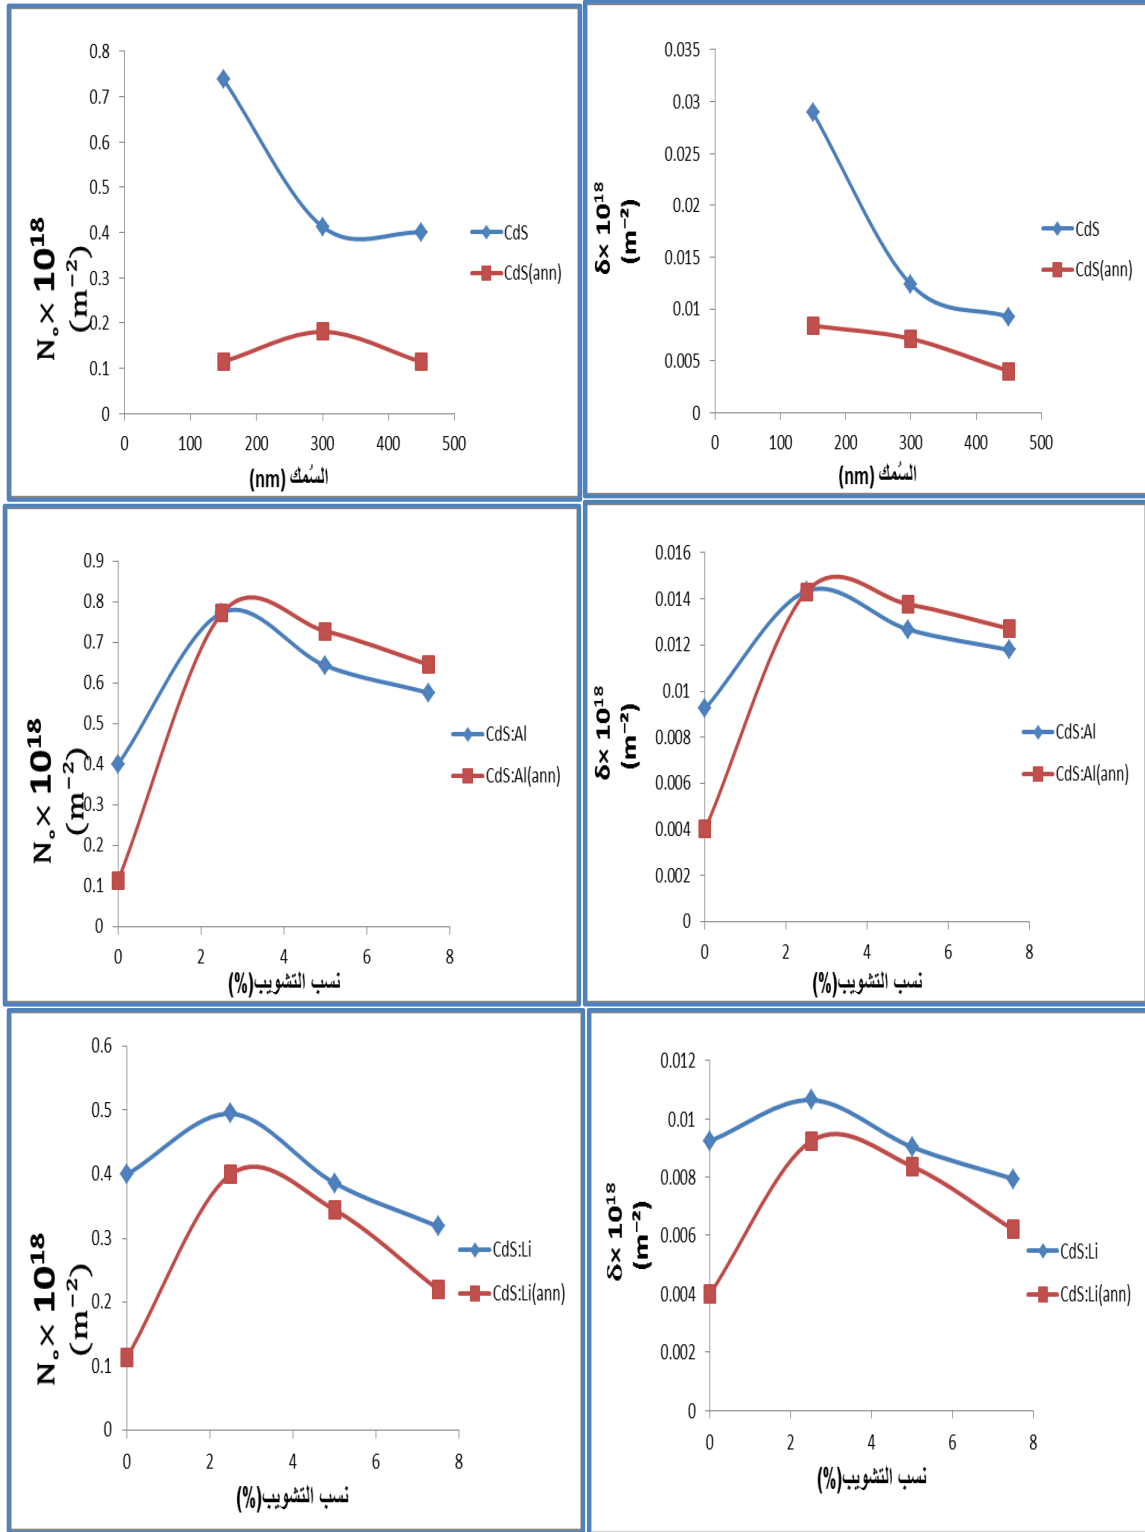 0.8
0.7
0.6
0.5
0.4
0.3
0.2
0.1
0
N∘× 10¹⁸
(m⁻²)
0 100 200 300 400 500
السُمك (nm)
CdS
CdS(ann)
0.035
0.03
0.025
0.02
0.015
0.01
0.005
0
δ× 10¹⁸
(m⁻²)
0 100 200 300 400 500
السُمك (nm)
CdS
CdS(ann)
0.9
0.8
0.7
0.6
0.5
0.4
0.3
0.2
0.1
0
N∘× 10¹⁸
(m⁻²)
0 2 4 6 8
نسب التشويب(%)
CdS:Al
CdS:Al(ann)
0.016
0.014
0.012
0.01
0.008
0.006
0.004
0.002
0
δ× 10¹⁸
(m⁻²)
0 2 4 6 8
نسب التشويب(%)
CdS:Al
CdS:Al(ann)
0.6
0.5
0.4
0.3
0.2
0.1
0
N∘× 10¹⁸
(m⁻²)
0 2 4 6 8
نسب التشويب(%)
CdS:Li
CdS:Li(ann)
0.012
0.01
0.008
0.006
0.004
0.002
0
δ× 10¹⁸
(m⁻²)
0 2 4 6 8
نسب التشويب(%)
CdS:Li
CdS:Li(ann)